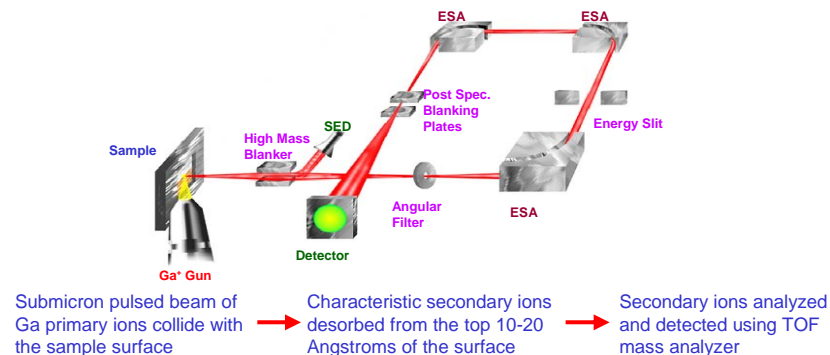 ESA
ESA
Post Spec.
Blanking
Plates
SED
High Mass
Blanker
Energy Slit
Sample
Angular
Filter
ESA
Detector
Ga⁺ Gun
Submicron pulsed beam of
Ga primary ions collide with
the sample surface
Characteristic secondary ions
desorbed from the top 10-20
Angstroms of the surface
Secondary ions analyzed
and detected using TOF
mass analyzer